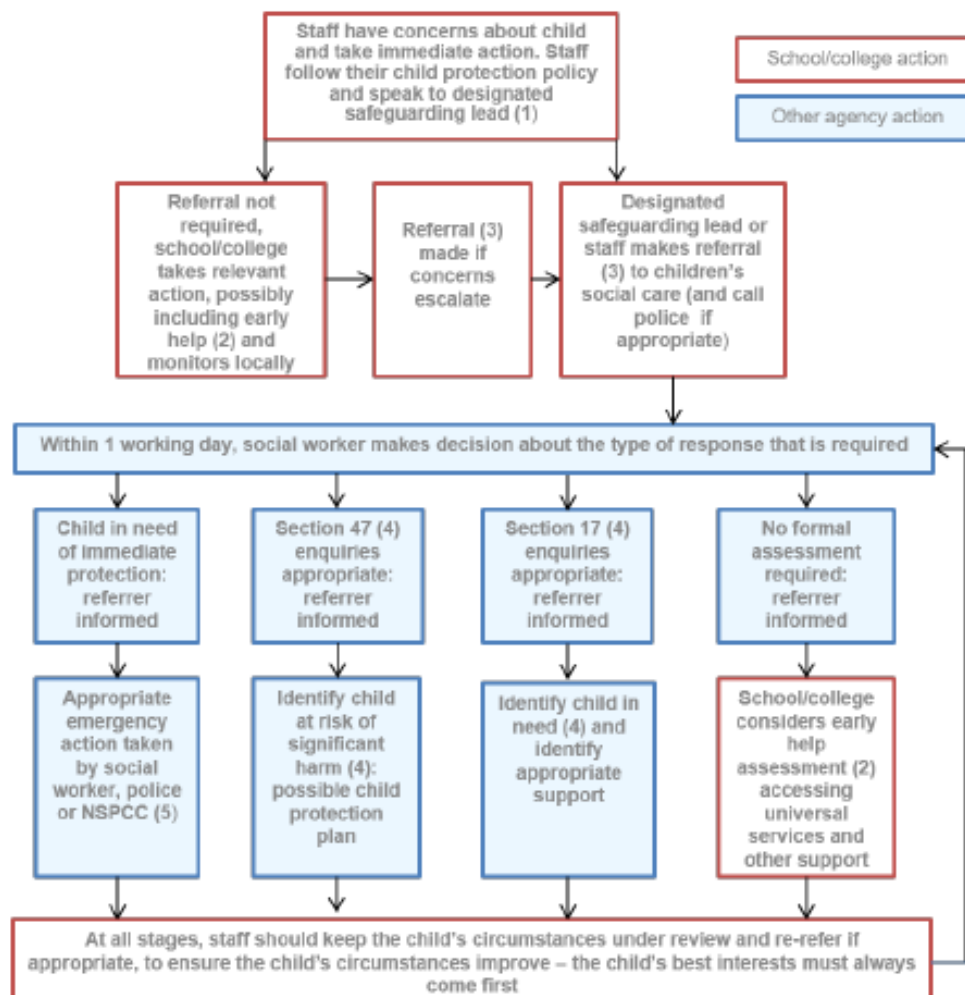 Staff have concerns about child
and take immediate action. Staff
follow their child protection policy
and speak to designated
safeguarding lead (1)
School/college action
Other agency action
Referral not
required,
school/college
takes relevant
action, possibly
including early
help (2) and
monitors locally
Referral (3)
made if
concerns
escalate
Designated
safeguarding lead or
staff makes referral
(3) to children's
social care (and call
police if
appropriate)
Within 1 working day, social worker makes decision about the type of response that is required
Child in need
of immediate
protection:
referrer
informed
Section 47 (4)
enquiries
appropriate:
referrer
informed
Section 17 (4)
enquiries
appropriate:
referrer
informed
No formal
assessment
required:
referrer
informed
Appropriate
emergency
action taken
by social
worker, police
or NSPCC (5)
Identify child
at risk of
significant
harm (4):
possible child
protection
plan
Identify child in
need (4) and
identify
appropriate
support
School/college
considers early
help
assessment (2)
accessing
universal
services and
other support
At all stages, staff should keep the child's circumstances under review and re-refer if
appropriate, to ensure the child's circumstances improve – the child's best interests must always
come first